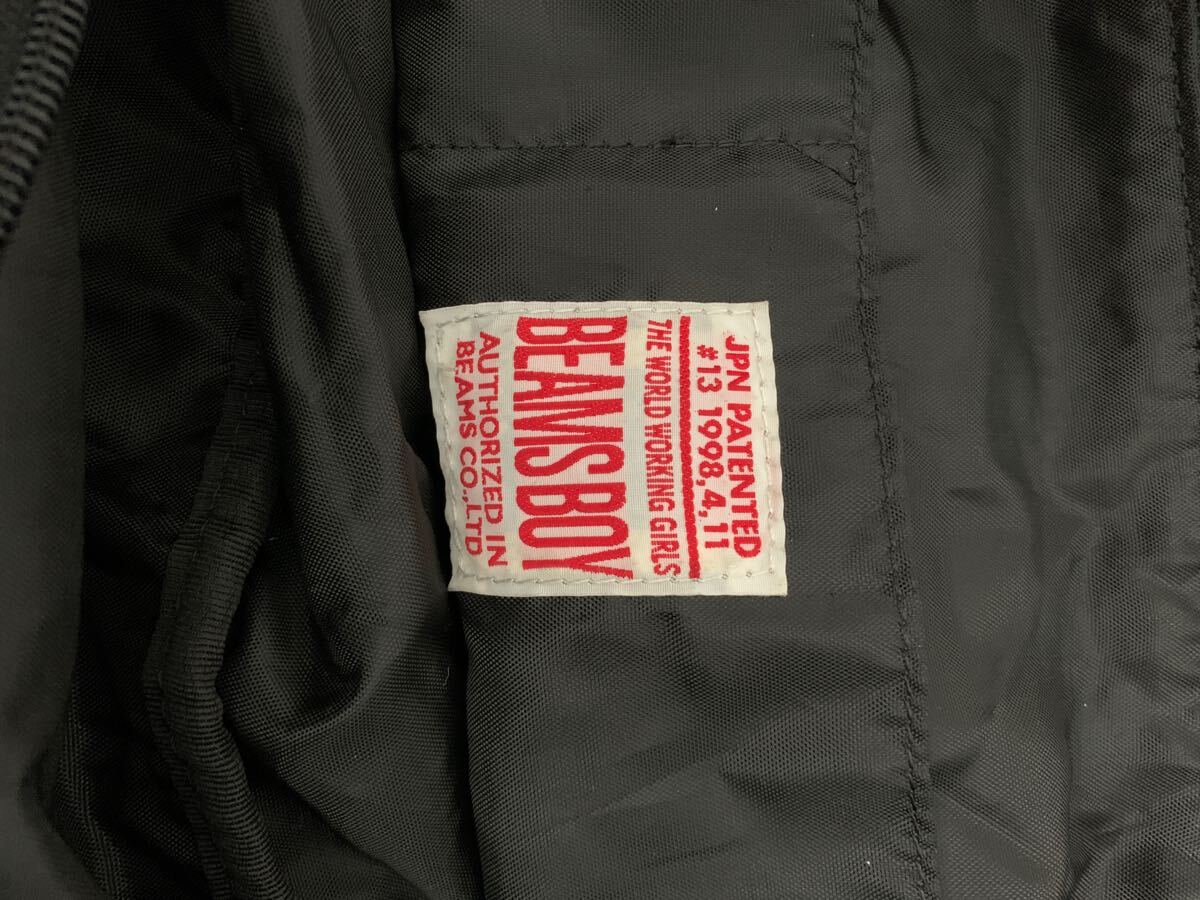 JPN PATENTED
#13 1998,4,11
THE WORLD WORKING GIRLS
BEAMS BOY
AUTHORIZED IN
BEAMS CO.,LTD